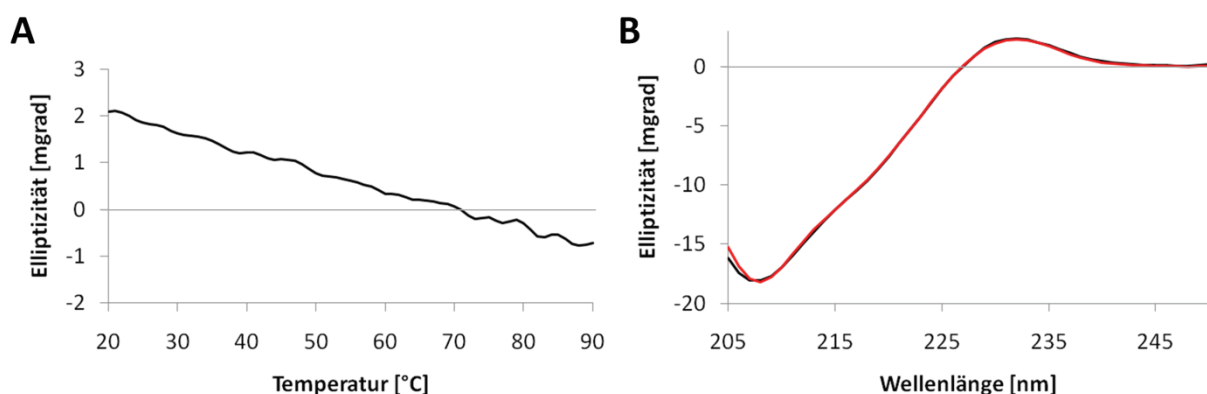 A
Elliptizität [mgrad]
3
2
1
0
-1
-2
20 30 40 50 60 70 80 90
Temperatur [°C]
B
Elliptizität [mgrad]
0
-5
-10
-15
-20
205 215 225 235 245
Wellenlänge [nm]